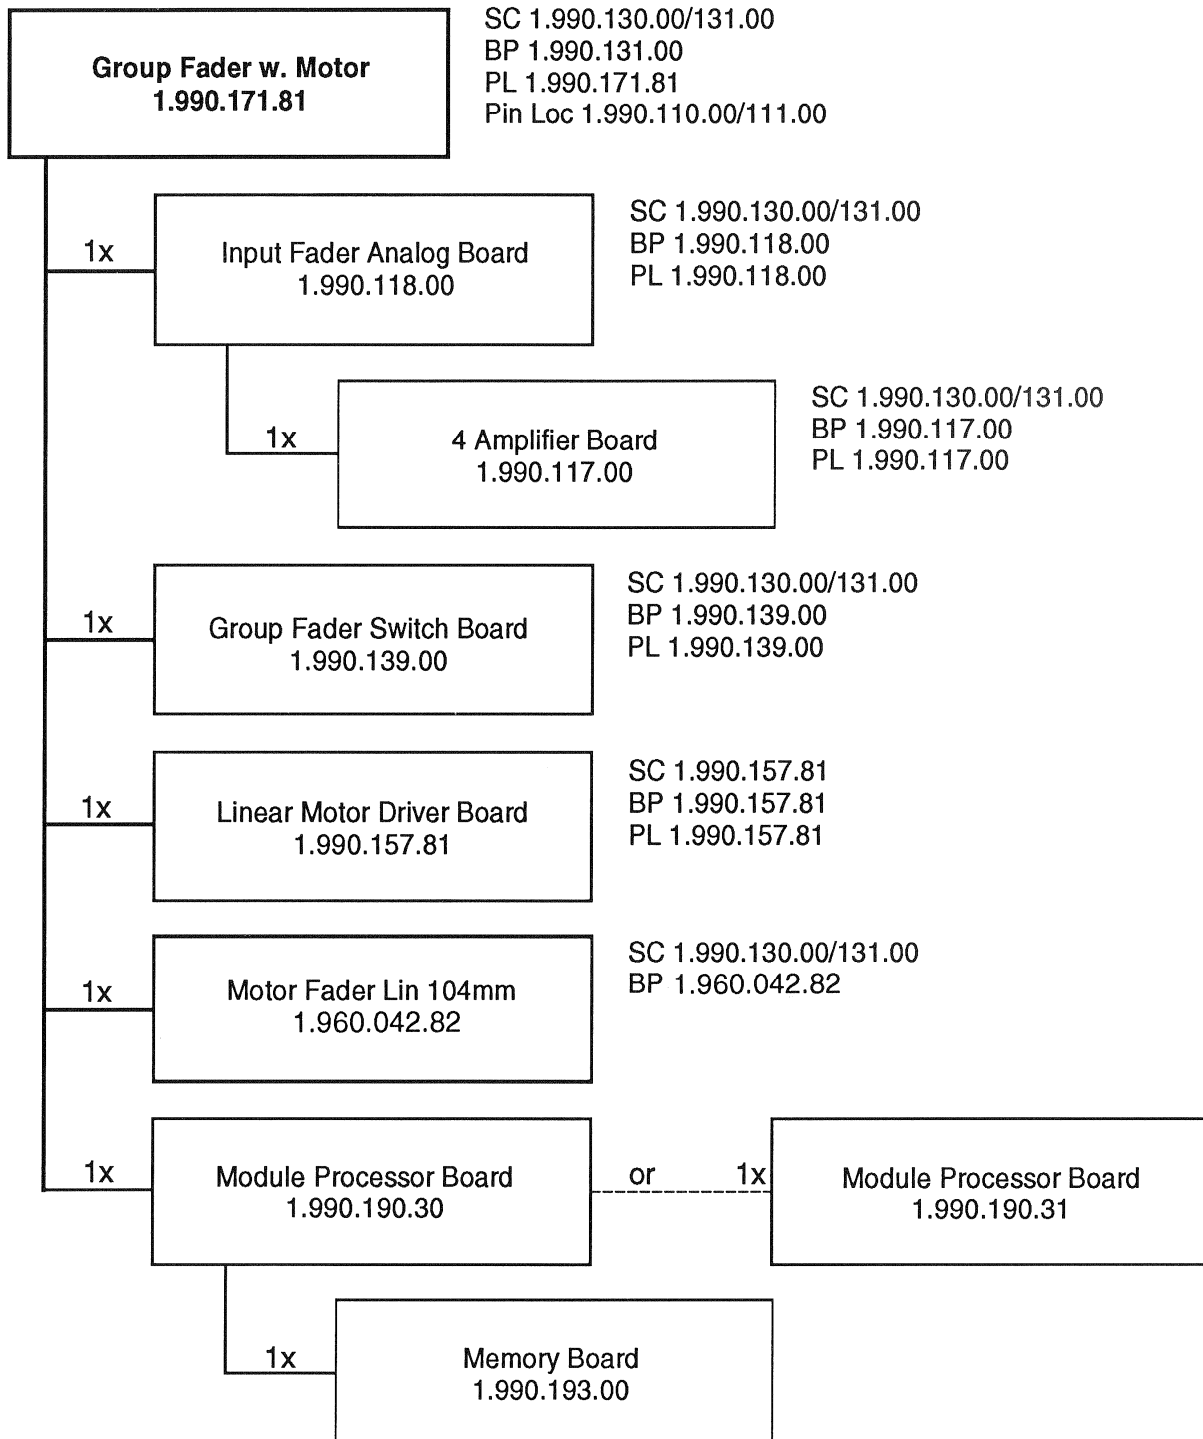 Group Fader w. Motor
1.990.171.81
SC 1.990.130.00/131.00
BP 1.990.131.00
PL 1.990.171.81
Pin Loc 1.990.110.00/111.00
1x
Input Fader Analog Board
1.990.118.00
SC 1.990.130.00/131.00
BP 1.990.118.00
PL 1.990.118.00
1x
4 Amplifier Board
1.990.117.00
SC 1.990.130.00/131.00
BP 1.990.117.00
PL 1.990.117.00
1x
Group Fader Switch Board
1.990.139.00
SC 1.990.130.00/131.00
BP 1.990.139.00
PL 1.990.139.00
1x
Linear Motor Driver Board
1.990.157.81
SC 1.990.157.81
BP 1.990.157.81
PL 1.990.157.81
1x
Motor Fader Lin 104mm
1.960.042.82
SC 1.990.130.00/131.00
BP 1.960.042.82
1x
Module Processor Board
1.990.190.30
or
1x
Module Processor Board
1.990.190.31
1x
Memory Board
1.990.193.00